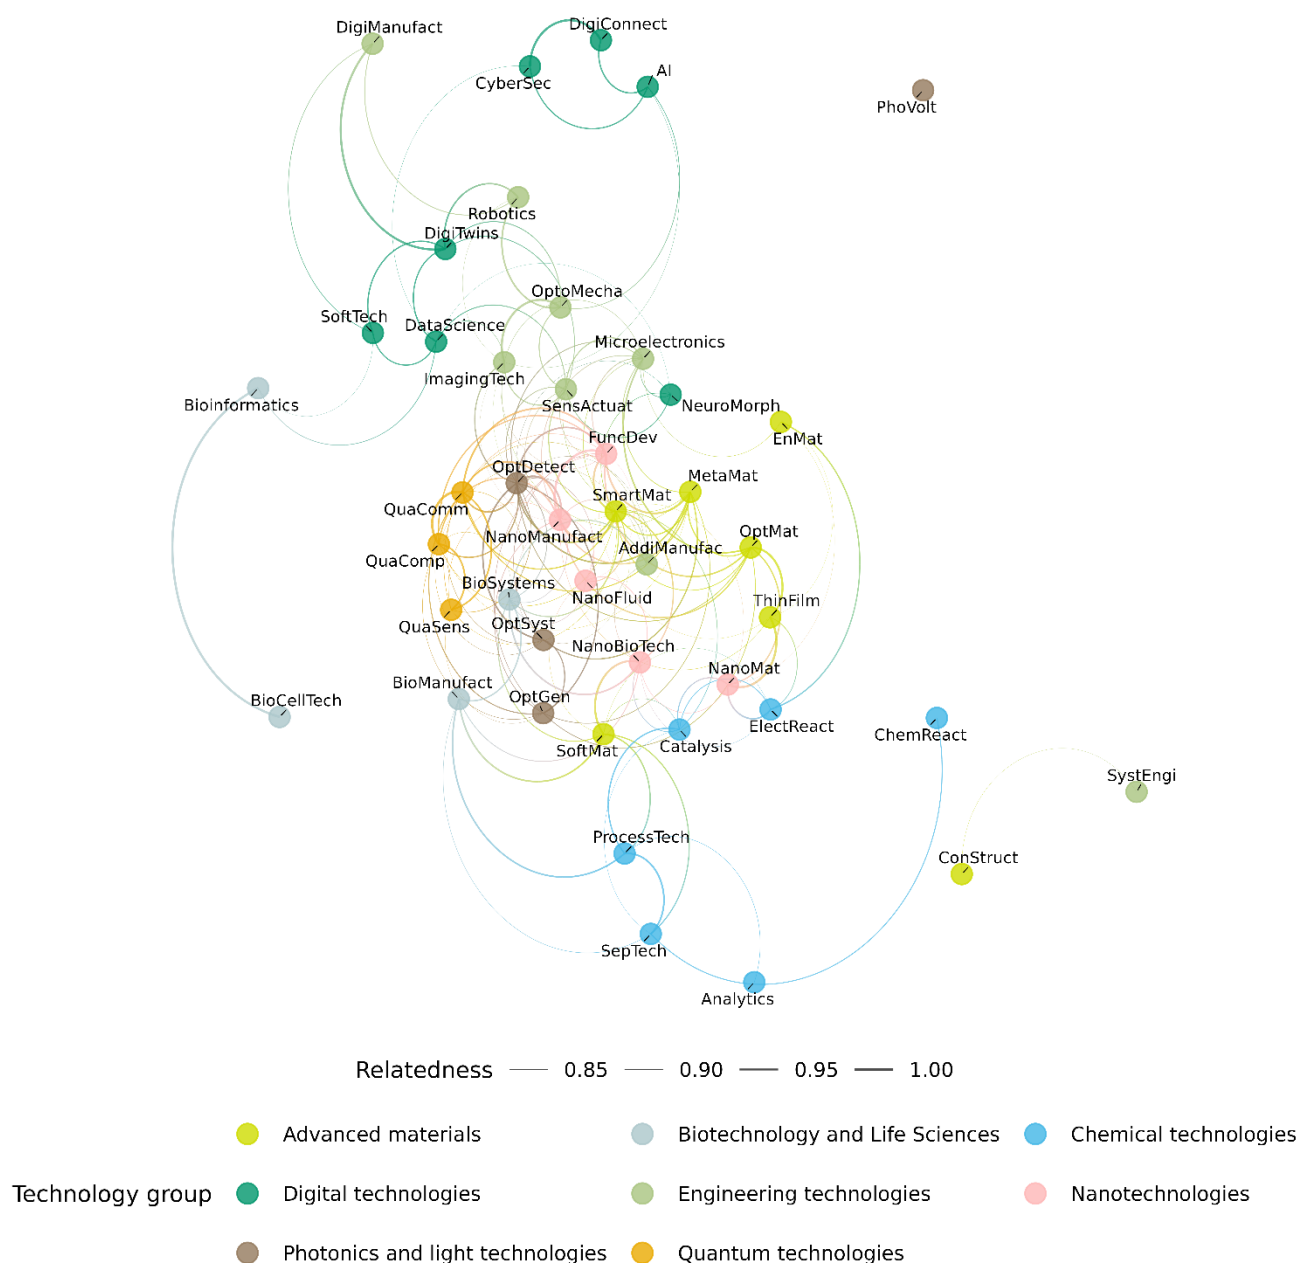 DigiManufact
DigiConnect
AI
CyberSec
PhoVolt
Robotics
DigiTwins
OptoMecha
SoftTech
DataScience
Microelectronics
ImagingTech
Bioinformatics
SensActuat
NeuroMorph
FuncDev
EnMat
OptDetect
MetaMat
SmartMat
QuaComm
NanoManufact
OptMat
AddiManufac
QuaComp
BioSystems
NanoFluid
ThinFilm
QuaSens
OptSyst
NanoBioTech
NanoMat
BioManufact
OptGen
BioCellTech
ElectReact
ChemReact
SoftMat
Catalysis
SystEngi
ProcessTech
ConStruct
SepTech
Analytics
Relatedness 0.85 0.90 0.95 1.00
Advanced materials Biotechnology and Life Sciences Chemical technologies
Technology group Digital technologies Engineering technologies Nanotechnologies
Photonics and light technologies Quantum technologies